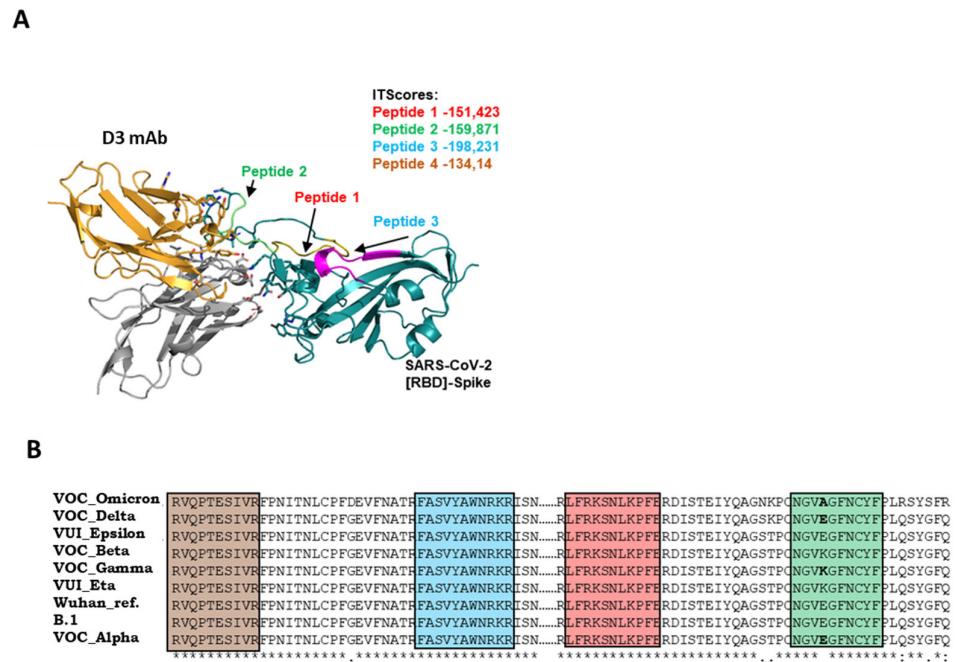 A
ITScores:
Peptide 1 -151,423
Peptide 2 -159,871
Peptide 3 -198,231
Peptide 4 -134,14
D3 mAb
Peptide 2
Peptide 1
Peptide 3
SARS-CoV-2
[RBD]-Spike
B
VOC_Omicron RVQPTESIVRFPNITNLCPFDEVFNATRFASVYAWNRKRISN......RLFRKSNLKPFERDISTEIYQAGNKPCNGVAGFNCYFPLRSYSFR
VOC_Delta RVQPTESIVRFPNITNLCPFGEVFNATRFASVYAWNRKRISN......RLFRKSNLKPFERDISTEIYQAGSKPCNGVEGFNCYFPLQSYGFQ
VUI_Epsilon RVQPTESIVRFPNITNLCPFGEVFNATRFASVYAWNRKRISN......RLFRKSNLKPFERDISTEIYQAGSTPCNGVEGFNCYFPLQSYGFQ
VOC_Beta RVQPTESIVRFPNITNLCPFGEVFNATRFASVYAWNRKRISN......RLFRKSNLKPFERDISTEIYQAGSTPCNGVKGFNCYFPLQSYGFQ
VOC_Gamma RVQPTESIVRFPNITNLCPFGEVFNATRFASVYAWNRKRISN......RLFRKSNLKPFERDISTEIYQAGSTPCNGVKGFNCYFPLQSYGFQ
VUI_Eta RVQPTESIVRFPNITNLCPFGEVFNATRFASVYAWNRKRISN......RLFRKSNLKPFERDISTEIYQAGSTPCNGVKGFNCYFPLQSYGFQ
Wuhan_ref. RVQPTESIVRFPNITNLCPFGEVFNATRFASVYAWNRKRISN......RLFRKSNLKPFERDISTEIYQAGSTPCNGVEGFNCYFPLQSYGFQ
B.1 RVQPTESIVRFPNITNLCPFGEVFNATRFASVYAWNRKRISN......RLFRKSNLKPFERDISTEIYQAGSTPCNGVEGFNCYFPLQSYGFQ
VOC_Alpha RVQPTESIVRFPNITNLCPFGEVFNATRFASVYAWNRKRISN......RLFRKSNLKPFERDISTEIYQAGSTPCNGVEGFNCYFPLQSYGFQ
********************.********************* **********************..****** ********:**.*: